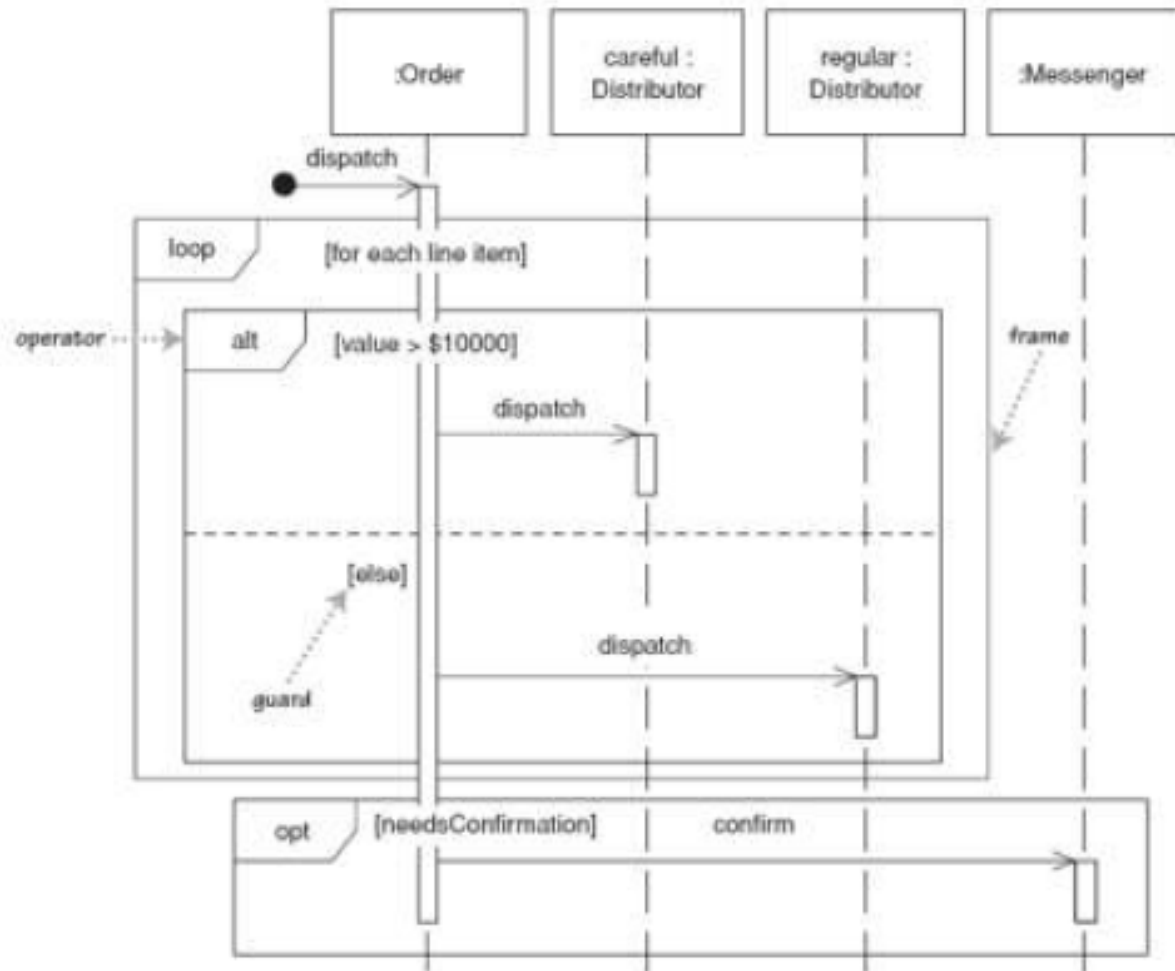 :Order
careful :
Distributor
regular :
Distributor
:Messenger
dispatch
loop
[for each line item]
operator
alt
[value > $10000]
frame
dispatch
[else]
dispatch
guard
opt
[needsConfirmation]
confirm